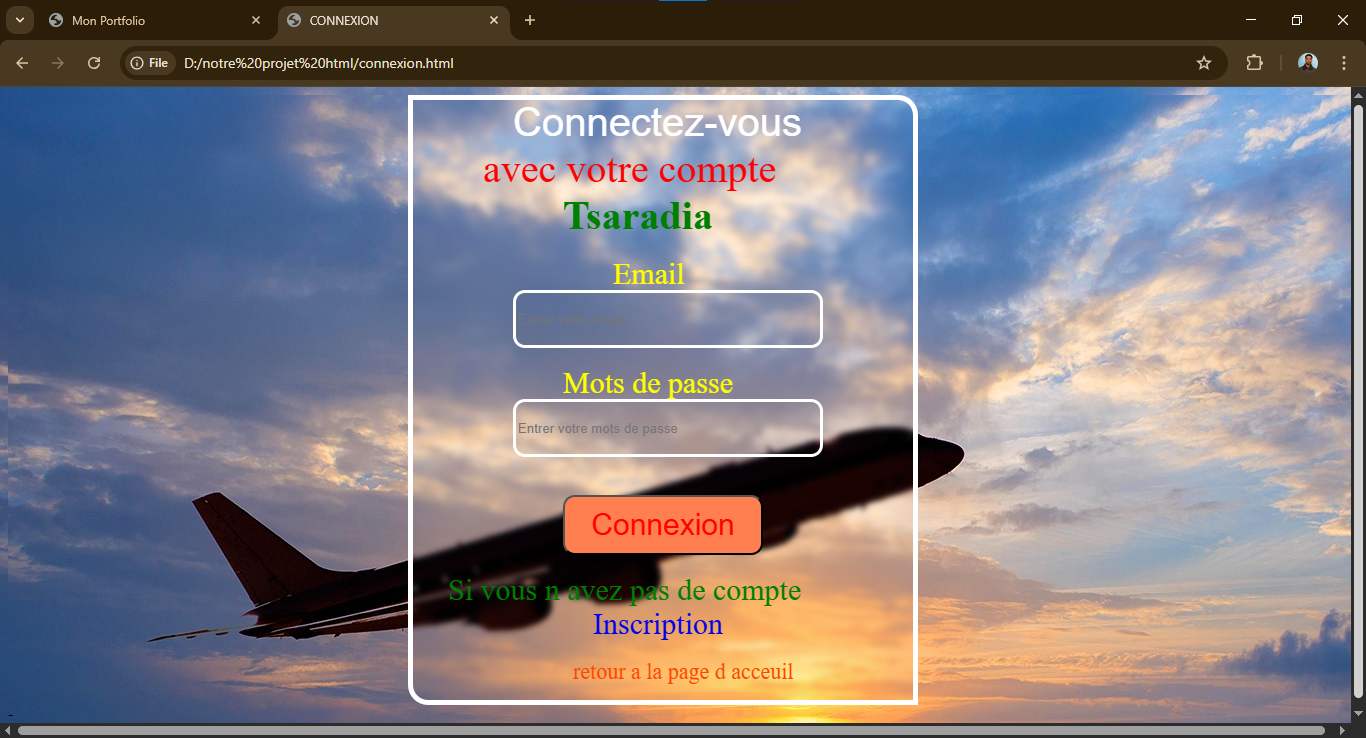 Mon Portfolio
CONNEXION
File
D:/notre%20projet%20html/connexion.html
Connectez-vous
avec votre compte
Tsaradia
Email
Mots de passe
Entrer votre mots de passe
Connexion
Si vous n avez pas de compte
Inscription
retour a la page d acceuil